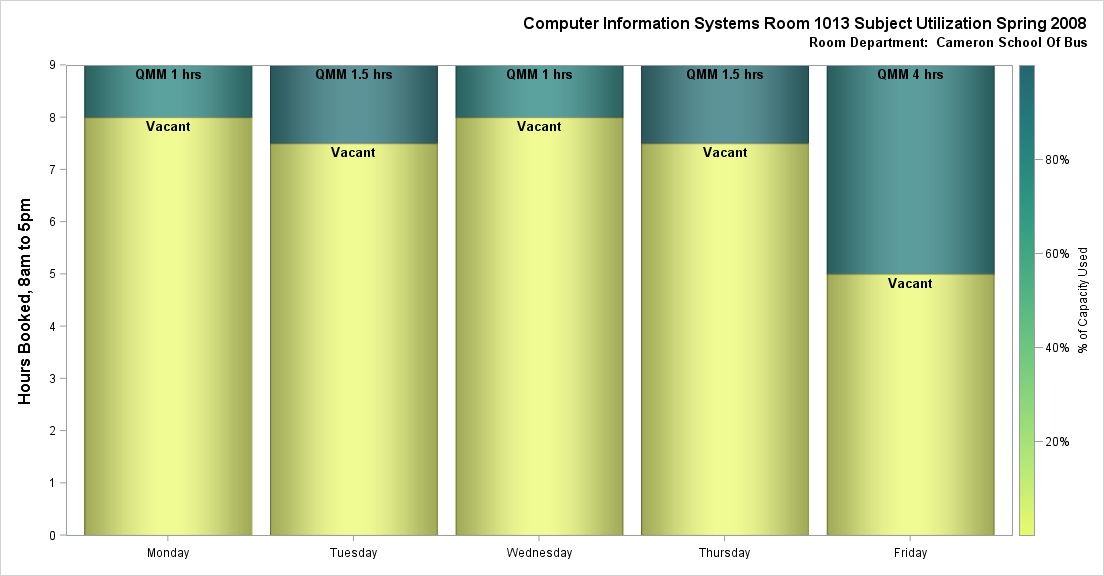 Computer Information Systems Room 1013 Subject Utilization Spring 2008
Room Department:  Cameron School Of Bus
Hours Booked, 8am to 5pm
9
8
7
6
5
4
3
2
1
0
QMM 1 hrs
QMM 1.5 hrs
QMM 1 hrs
QMM 1.5 hrs
QMM 4 hrs
Vacant
Vacant
Vacant
Vacant
Vacant
Monday
Tuesday
Wednesday
Thursday
Friday
80%
60%
40%
20%
% of Capacity Used